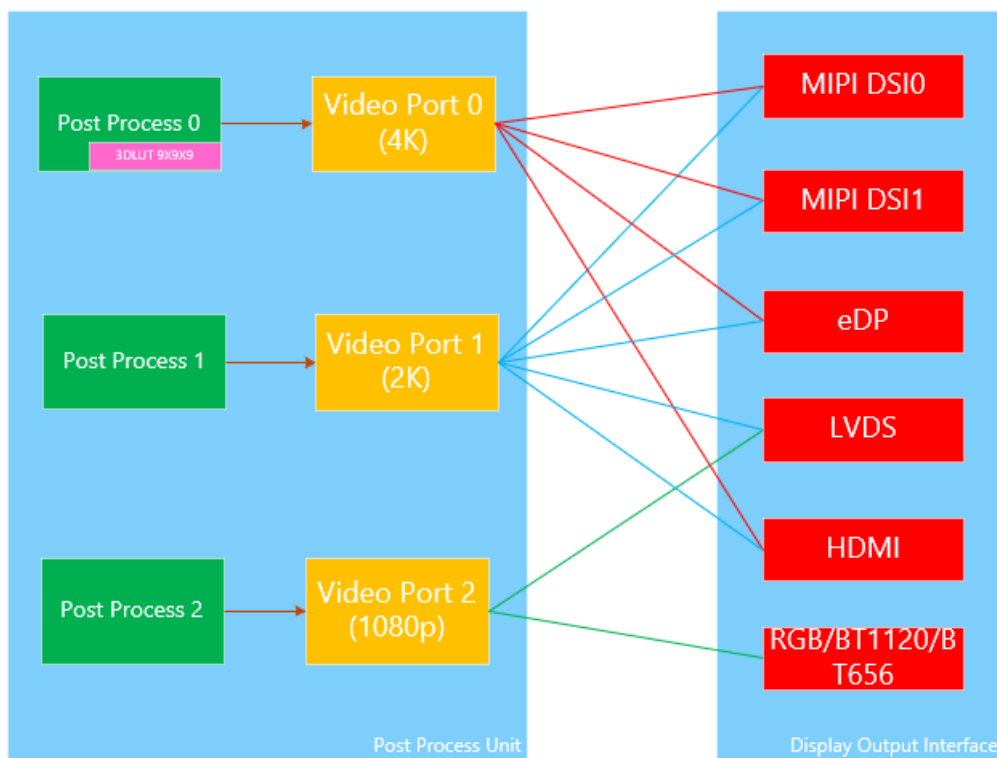 Post Process 0
3DLUT 9X9X9
Video Port 0
(4K)
MIPI DSI0
MIPI DSI1
eDP
Post Process 1
Video Port 1
(2K)
LVDS
HDMI
Post Process 2
Video Port 2
(1080p)
RGB/BT1120/B
T656
Post Process Unit
Display Output Interface